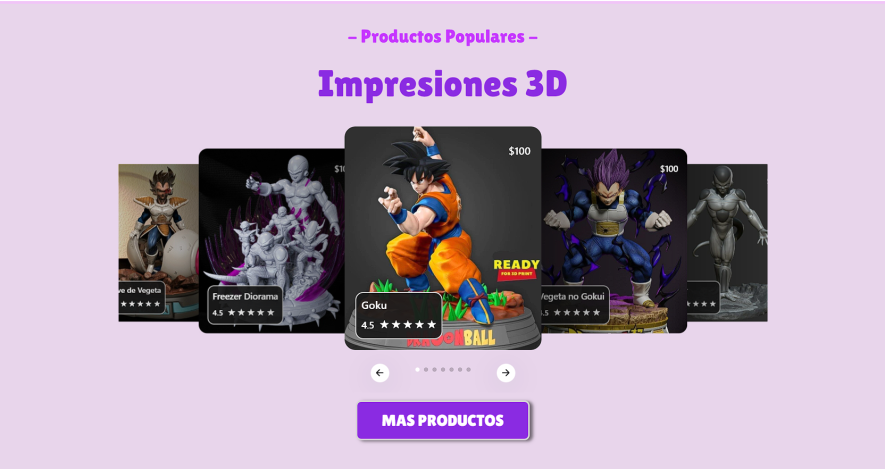 – Productos Populares –
Impresiones 3D
$100
$100
$10
READY
FOR 3D PRINT
ve de Vegeta
Freezer Diorama
4.5
Goku
4.5
Vegeta no Gokui
4.5
BALL
MAS PRODUCTOS